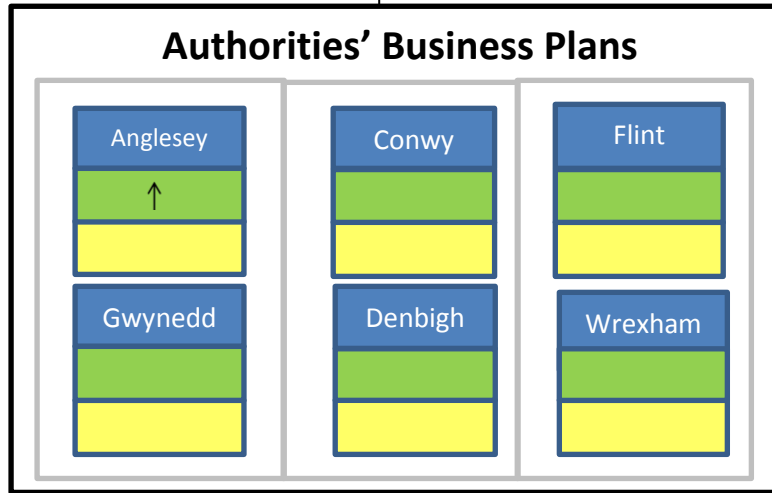 Authorities’ Business Plans
Anglesey
Conwy
Flint
↑
Gwynedd
Denbigh
Wrexham